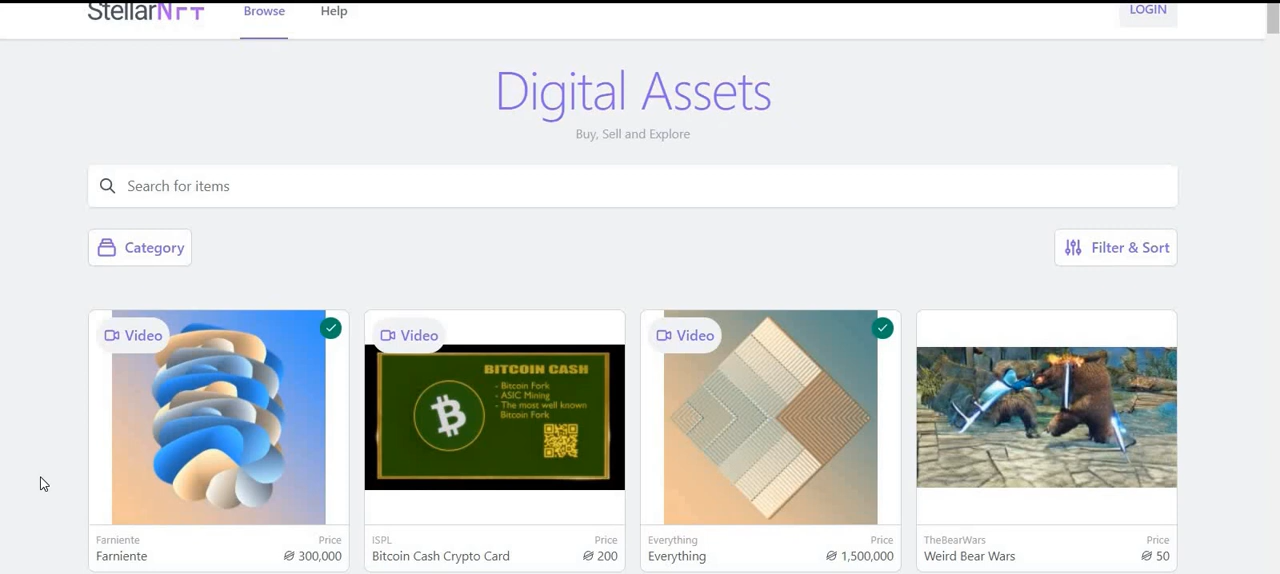 StellarNFT
Browse
Help
LOGIN
Digital Assets
Buy, Sell and Explore
Search for items
Category
Filter & Sort
Video
Video
BITCOIN CASH
- Bitcoin Fork
- ASIC Mining
- The most well known
Bitcoin Fork
Video
Farniente Price
Farniente 300,000
ISPL Price
Bitcoin Cash Crypto Card 200
Everything Price
Everything 1,500,000
TheBearWars Price
Weird Bear Wars 50